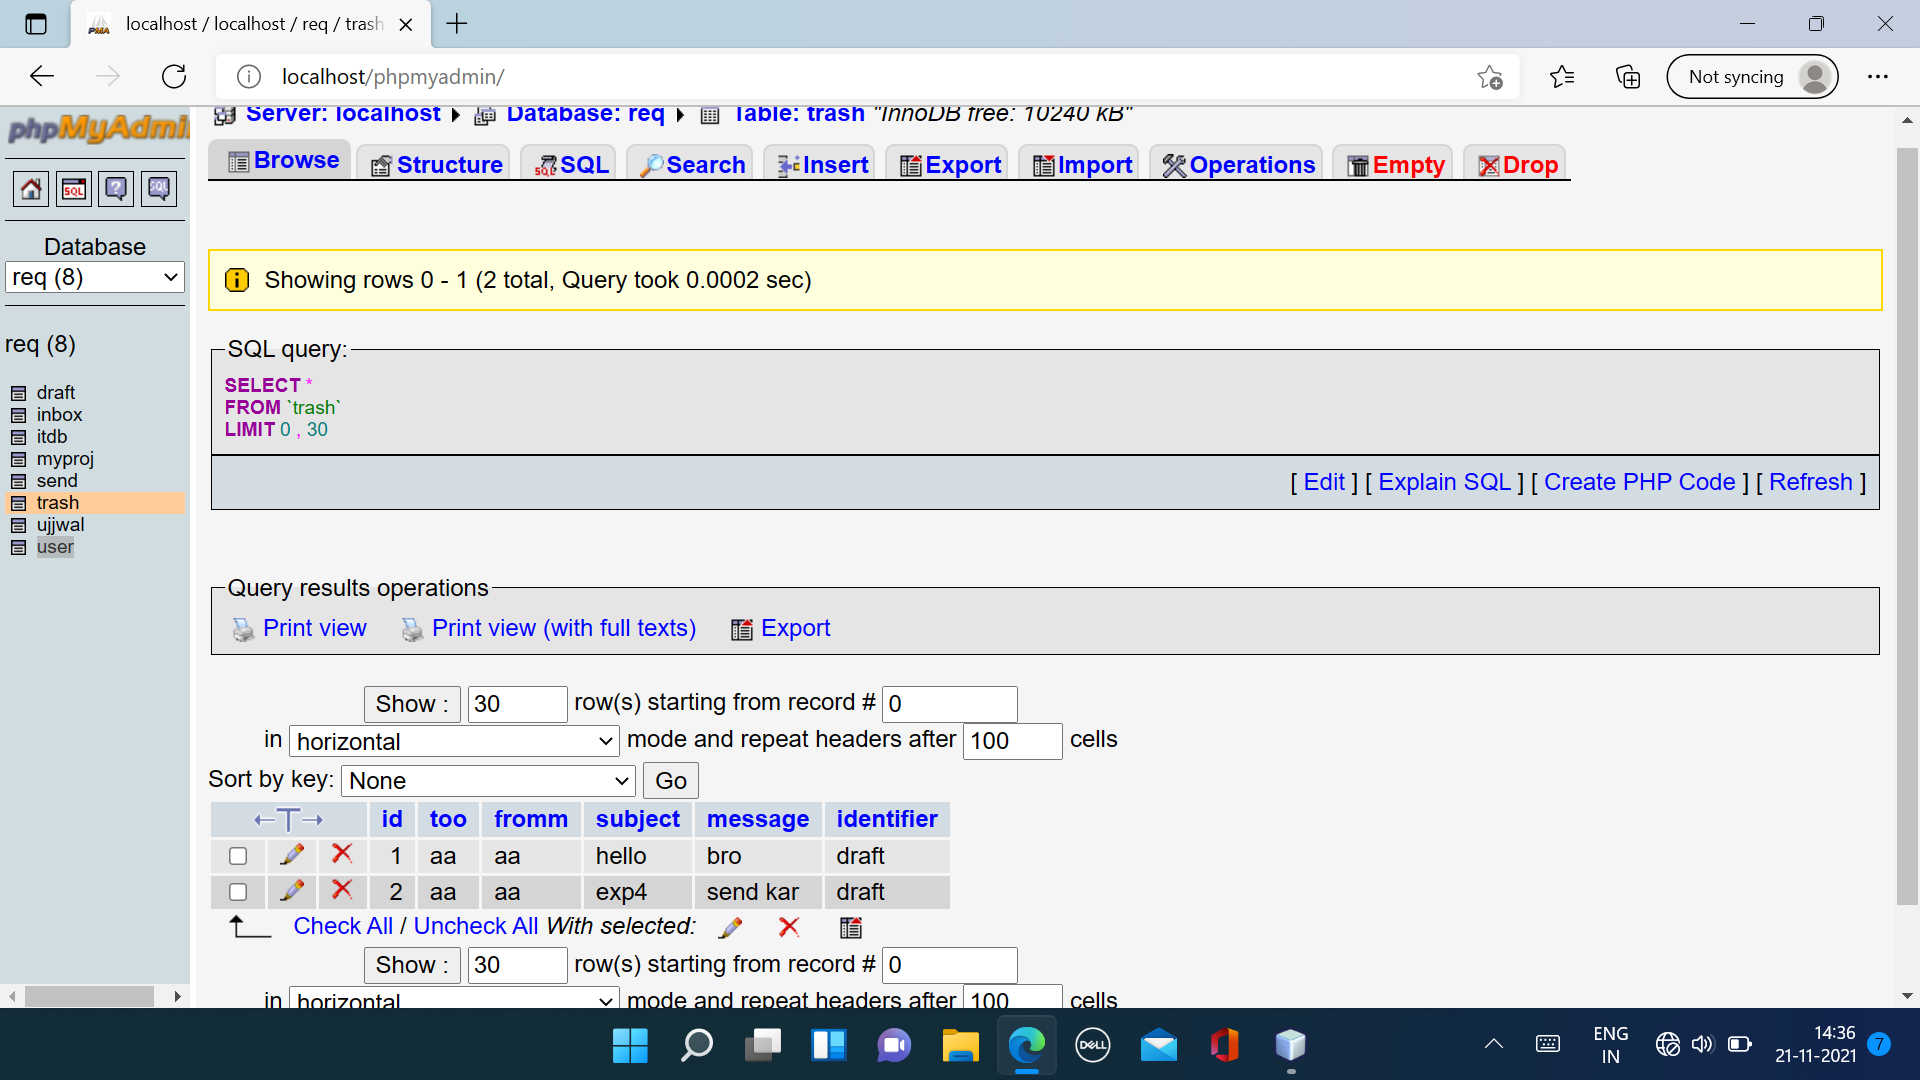 localhost / localhost / req / trash
localhost/phpmyadmin/
Not syncing
phpMyAdmi
Server: localhost Database: req Table: trash "InnoDB free: 10240 kB"
Browse Structure SQL Search Insert Export Import Operations Empty Drop
Database
req (8)
req (8)
draft
inbox
itdb
myproj
send
trash
ujjwal
user
Showing rows 0 - 1 (2 total, Query took 0.0002 sec)
SQL query:
SELECT *
FROM `trash`
LIMIT 0 , 30
[ Edit ] [ Explain SQL ] [ Create PHP Code ] [ Refresh ]
Query results operations
Print view Print view (with full texts) Export
Show : 30 row(s) starting from record # 0
in horizontal mode and repeat headers after 100 cells
Sort by key: None Go
←T→ id too fromm subject message identifier
1 aa aa hello bro draft
2 aa aa exp4 send kar draft
Check All / Uncheck All With selected:
Show : 30 row(s) starting from record # 0
in horizontal mode and repeat headers after 100 cells
DELL
ENG
IN
14:36
21-11-2021
7